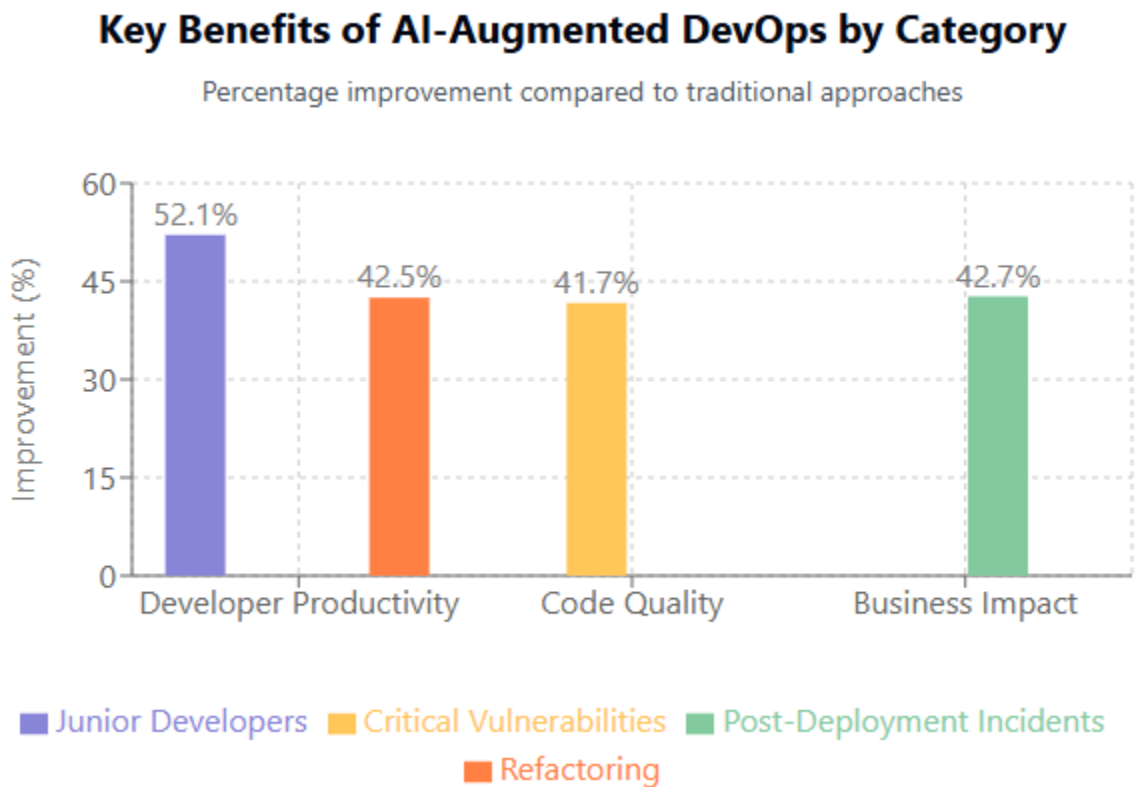 Key Benefits of AI-Augmented DevOps by Category
Percentage improvement compared to traditional approaches
Improvement (%)
60
45
30
15
0
52.1%
42.5%
41.7%
42.7%
Developer Productivity
Code Quality
Business Impact
Junior Developers
Critical Vulnerabilities
Post-Deployment Incidents
Refactoring